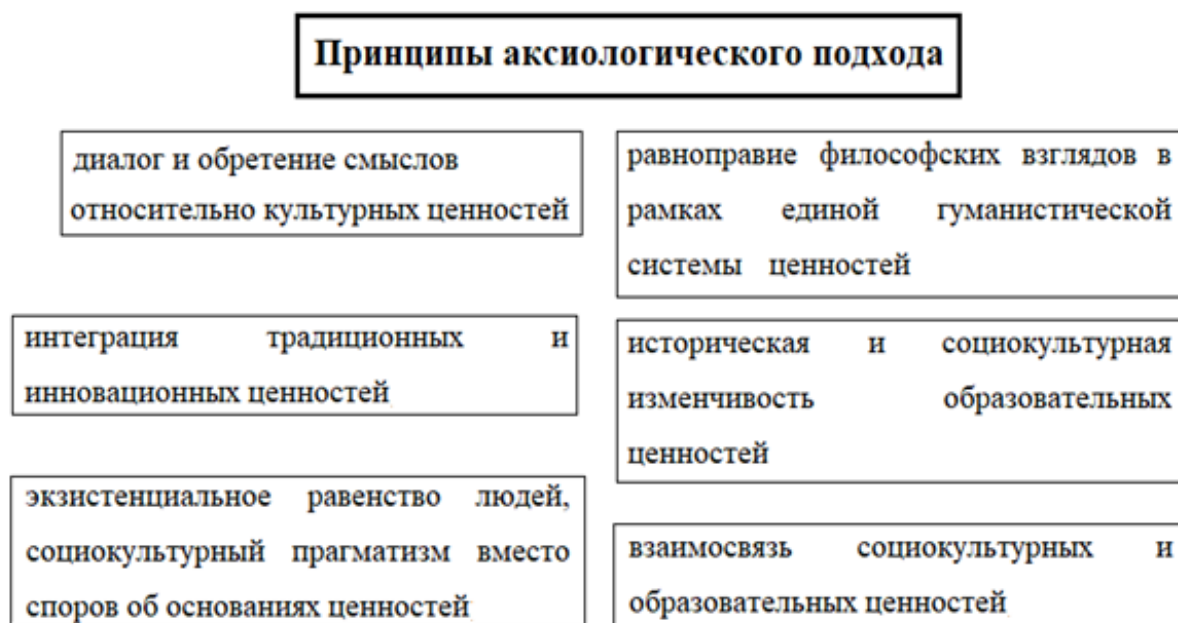 Принципы аксиологического подхода
диалог и обретение смыслов
относительно культурных ценностей
равноправие философских взглядов в
рамках единой гуманистической
системы ценностей
интеграция традиционных и
инновационных ценностей
историческая и социокультурная
изменчивость образовательных
ценностей
экзистенциальное равенство людей,
социокультурный прагматизм вместо
споров об основаниях ценностей
взаимосвязь социокультурных и
образовательных ценностей